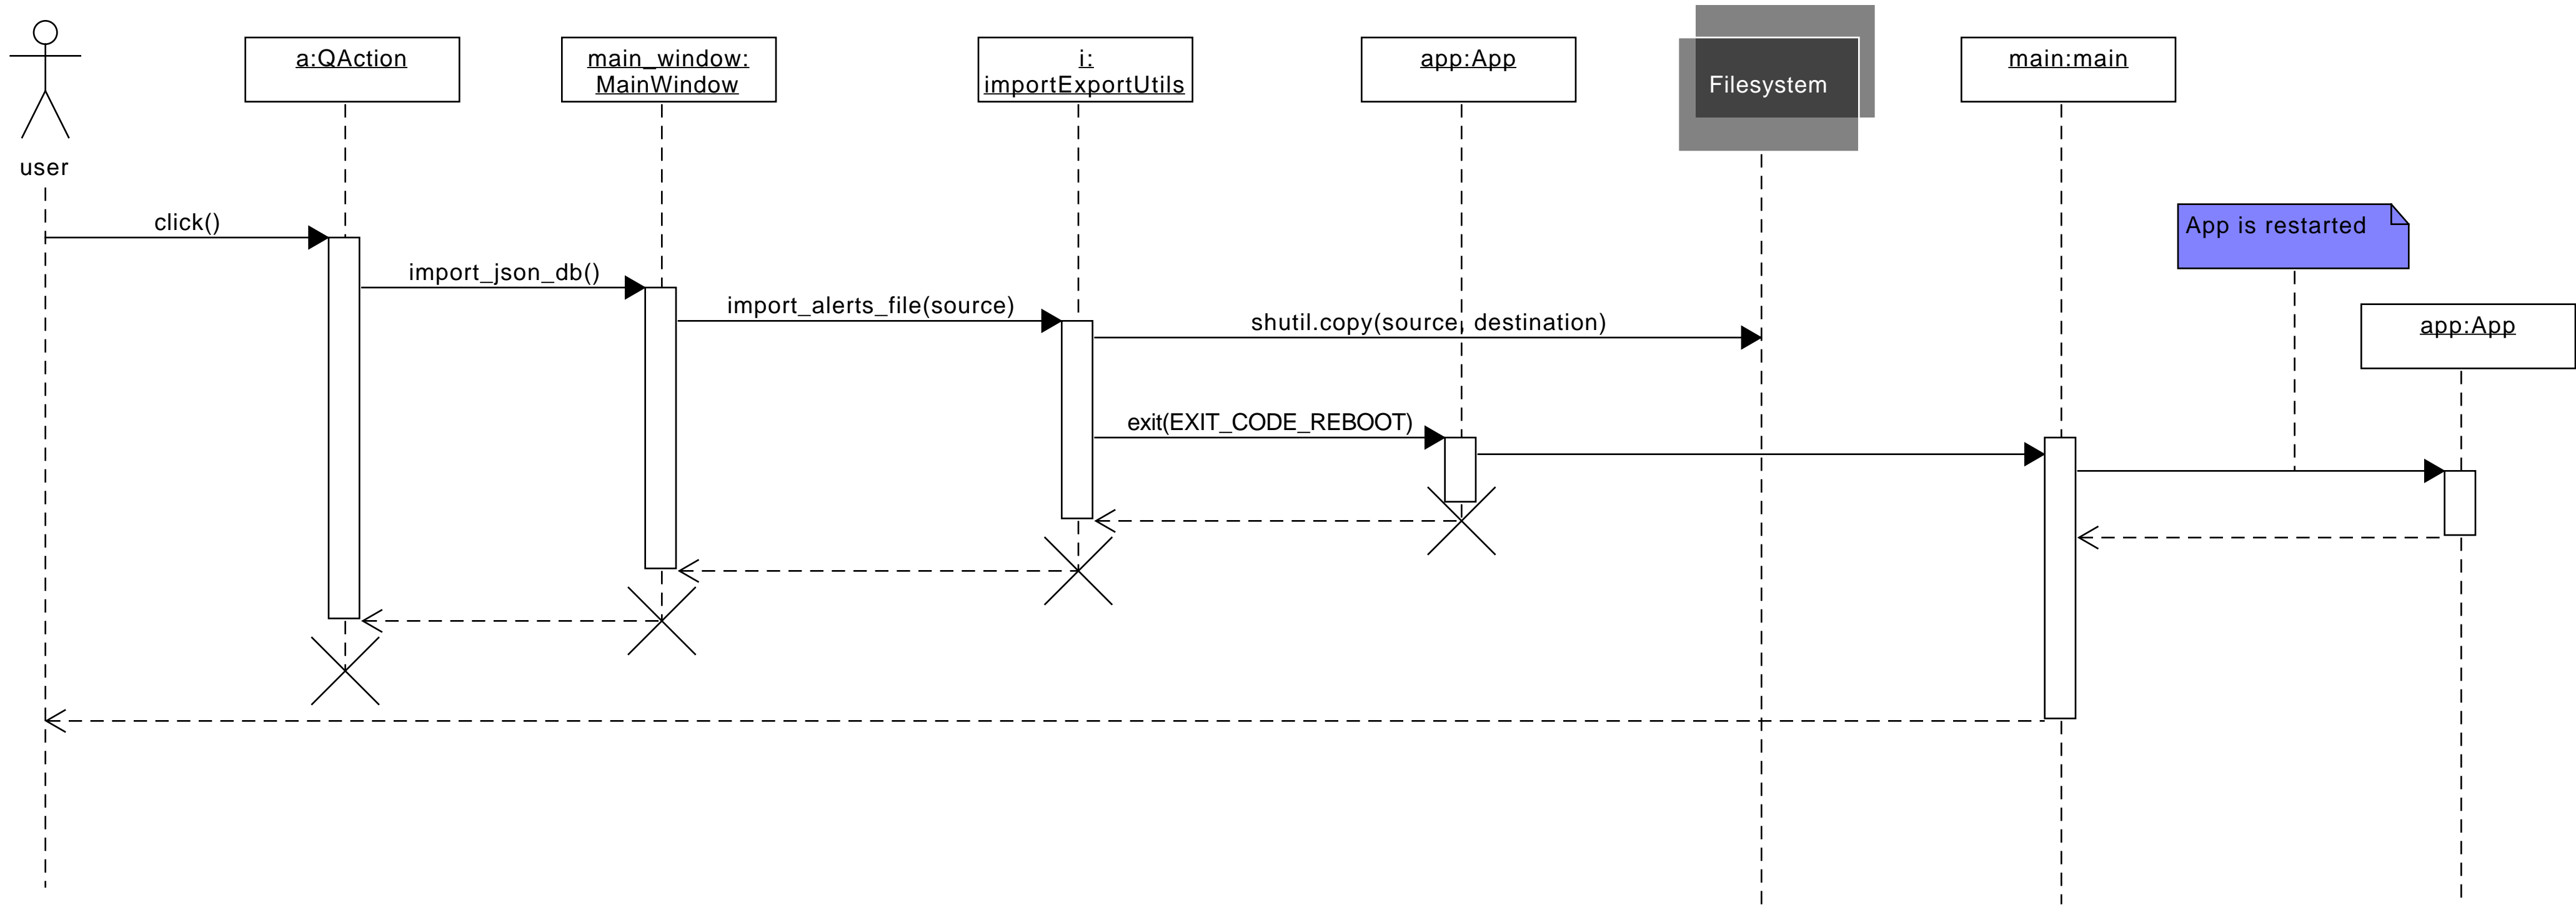 a:QAction
main_window:
MainWindow
i:
importExportUtils
app:App
Filesystem
main:main
user
click()
App is restarted
import_json_db()
import_alerts_file(source)
shutil.copy(source, destination)
app:App
exit(EXIT_CODE_REBOOT)